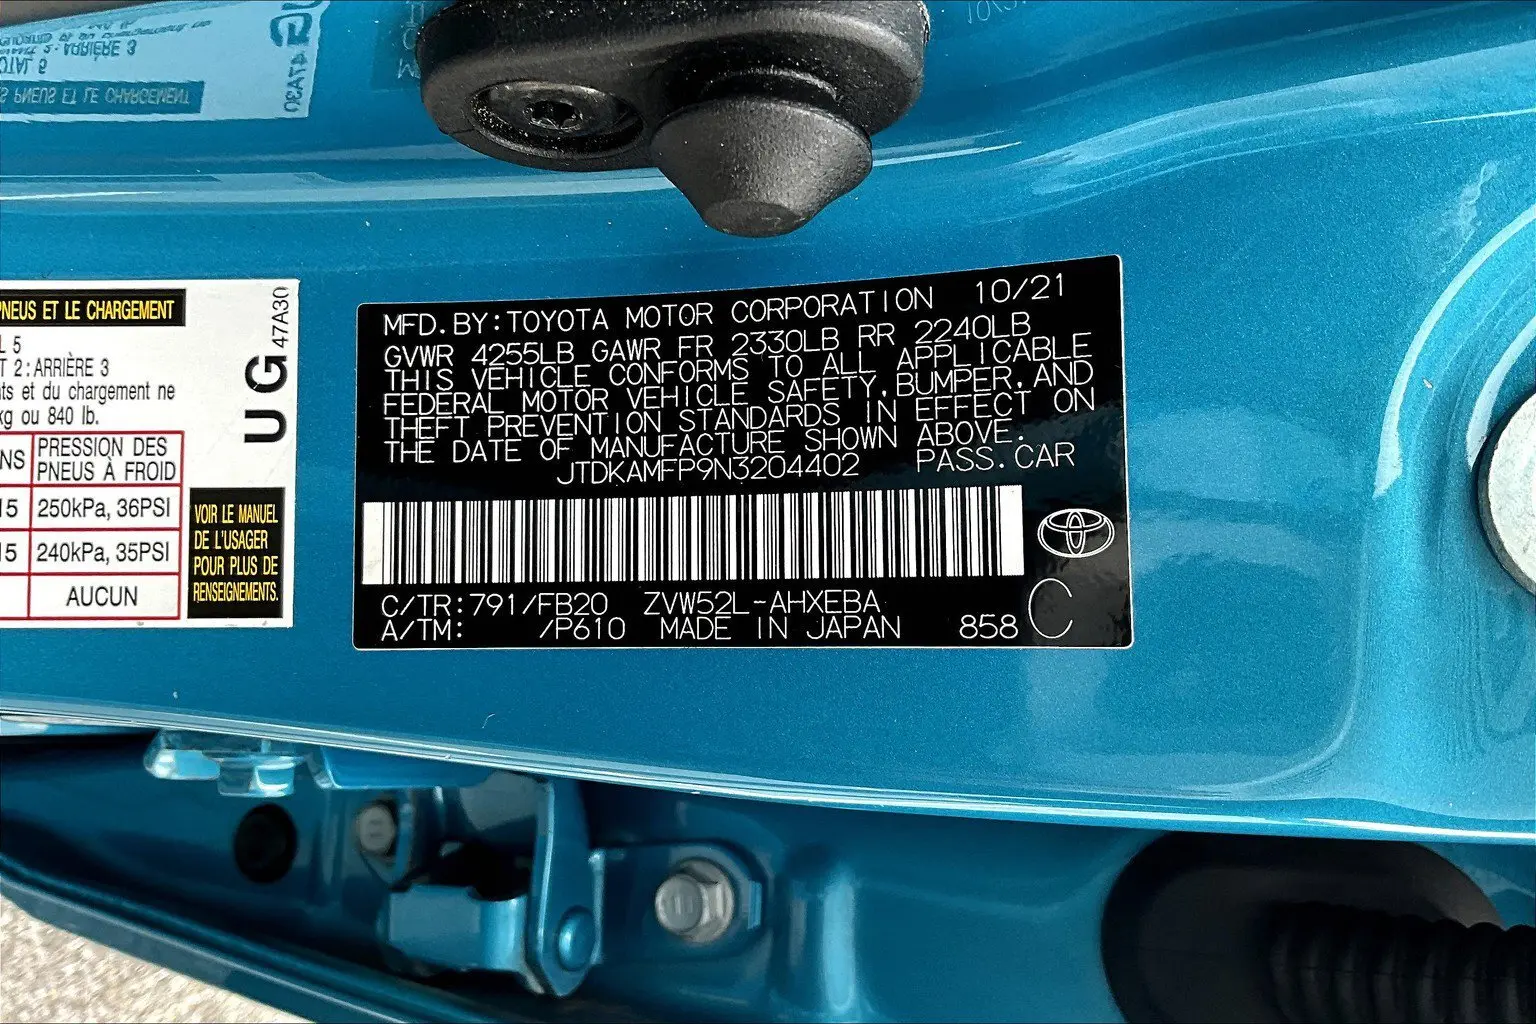 PNEUS ET LE CHARGEMENT
L 5
T 2: ARRIÈRE 3
et du chargement ne
kg ou 840 lb.
PRESSION DES
PNEUS À FROID
15 250kPa, 36PSI
15 240kPa, 35PSI
AUCUN
UG 47A30
VOIR LE MANUEL
DE L'USAGER
POUR PLUS DE
RENSEIGNEMENTS.
MFD.BY:TOYOTA MOTOR CORPORATION 10/21
GVWR 4255LB GAWR FR 2330LB RR 2240LB
THIS VEHICLE CONFORMS TO ALL APPLICABLE
FEDERAL MOTOR VEHICLE SAFETY,BUMPER,AND
THEFT PREVENTION STANDARDS IN EFFECT ON
THE DATE OF MANUFACTURE SHOWN ABOVE.
JTDKAMFP9N3204402 PASS.CAR
C/TR:791/FB20 ZVW52L-AHXEBA
A/TM: /P610 MADE IN JAPAN 858 C